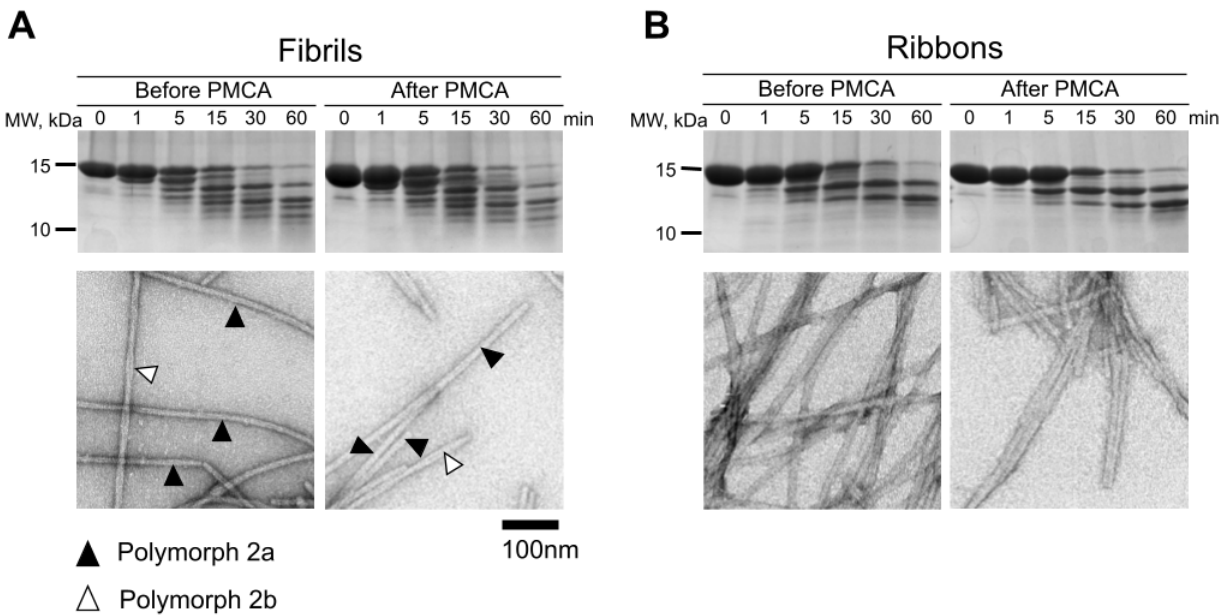 A
Fibrils
Before PMCA
After PMCA
MW, kDa 0 1 5 15 30 60 0 1 5 15 30 60 min
15
10
Polymorph 2a
Polymorph 2b
100nm
B
Ribbons
Before PMCA
After PMCA
MW, kDa 0 1 5 15 30 60 0 1 5 15 30 60 min
15
10